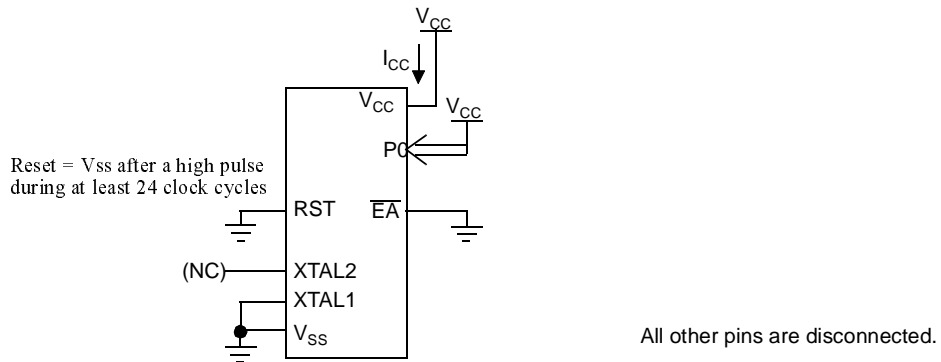 VCC
ICC
VCC
VCC
P0
Reset = Vss after a high pulse
during at least 24 clock cycles
RST
EA
(NC)
XTAL2
XTAL1
VSS
All other pins are disconnected.